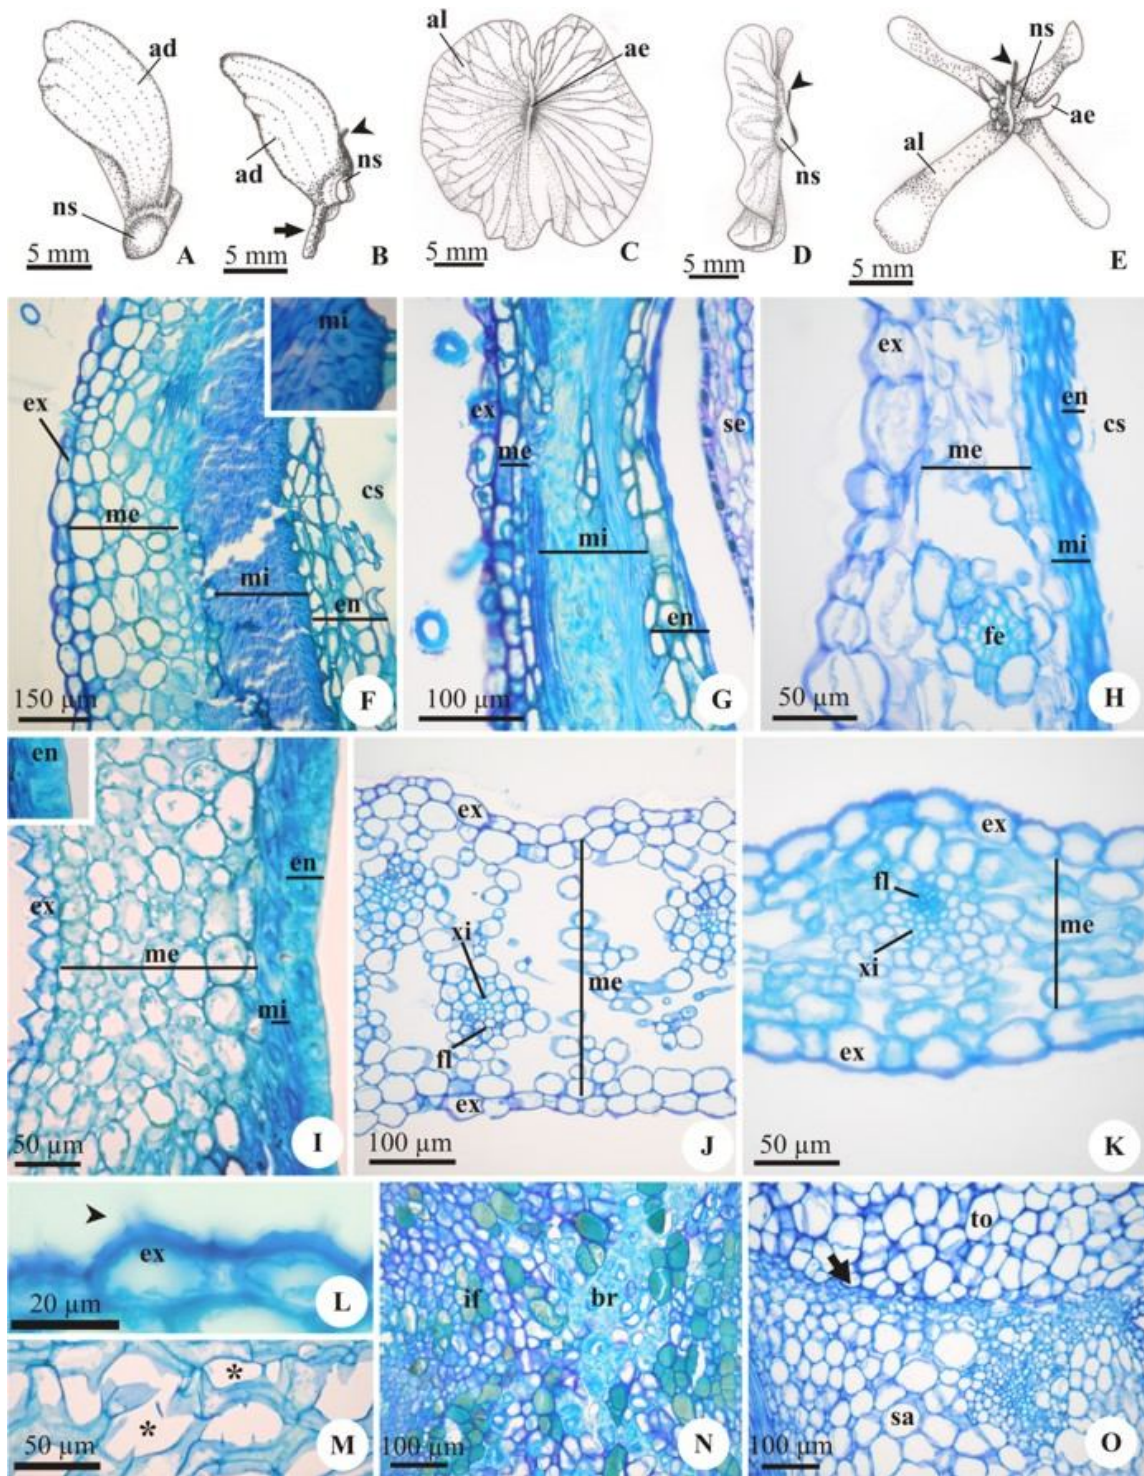 ad
ns
5 mm
A
ad
ns
5 mm
B
al
ae
5 mm
C
ns
5 mm
D
ns
al
ae
5 mm
E
mi
ex
cs
me
mi
en
150 µm
F
ex
me
se
mi
en
100 µm
G
ex
en
cs
me
mi
fe
50 µm
H
en
en
ex
me
mi
50 µm
I
ex
xi
me
fl
ex
100 µm
J
ex
fl
me
xi
ex
50 µm
K
ex
20 µm
L
*
*
50 µm
M
if
br
100 µm
N
to
sa
100 µm
O